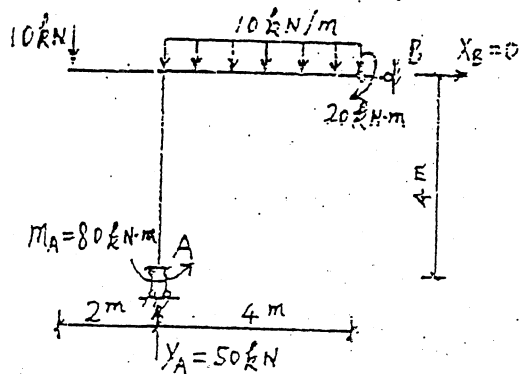 10kN
10kN/m
B
X_B=0
20kN·m
4m
m_A=80kN·m
A
2m
4m
Y_A=50kN